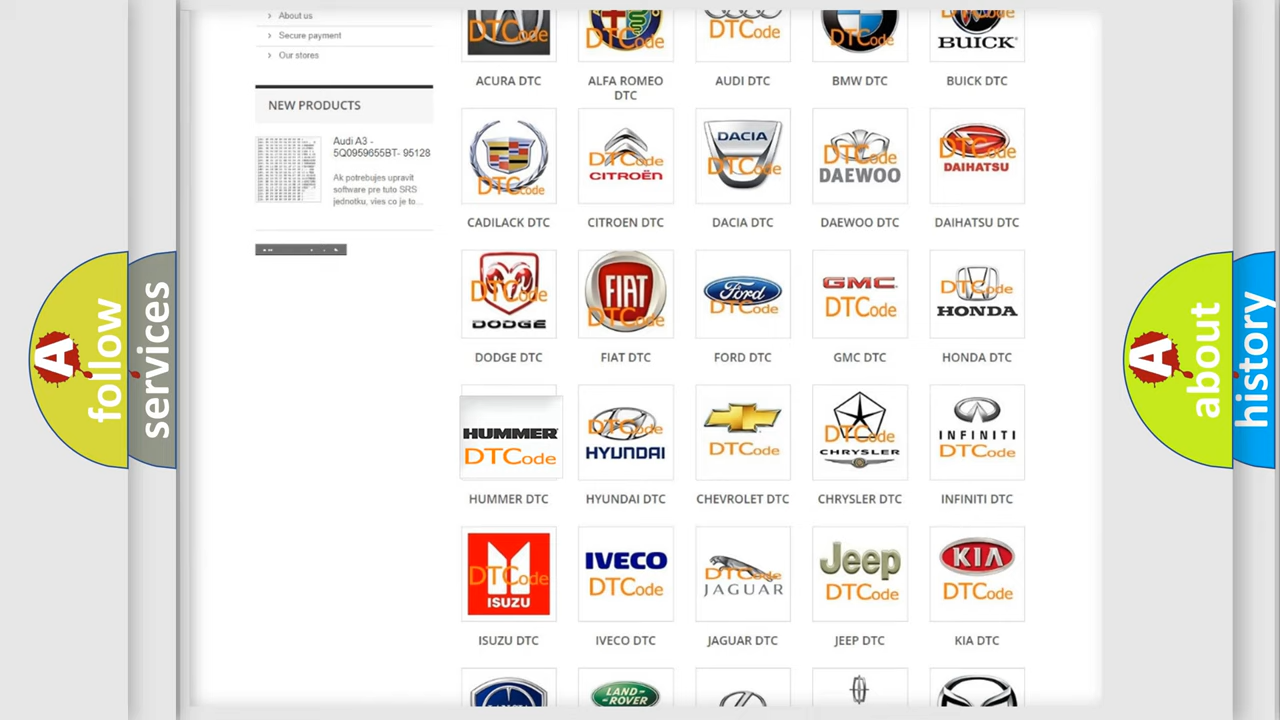 About us
Secure payment
Our stores
NEW PRODUCTS
Audi A3 -
5Q0959655BT- 95128
Ak potrebujes upravit
software pre tuto SRS
jednotku, vies co je to...
DTCode
DTCode
DTCode
DTCode
DTCode
BUICK
ACURA DTC
ALFA ROMEO
DTC
AUDI DTC
BMW DTC
BUICK DTC
DTCode
DTCode
CITROËN
DACIA
DTCode
DTCode
DAEWOO
DTCode
DAIHATSU
CADILACK DTC
CITROEN DTC
DACIA DTC
DAEWOO DTC
DAIHATSU DTC
DTCode
DODGE
FIAT
DTCode
Ford
DTCode
GMC
DTCode
DTCode
HONDA
DODGE DTC
FIAT DTC
FORD DTC
GMC DTC
HONDA DTC
HUMMER
DTCode
DTCode
HYUNDAI
DTCode
DTCode
CHRYSLER
INFINITI
DTCode
HUMMER DTC
HYUNDAI DTC
CHEVROLET DTC
CHRYSLER DTC
INFINITI DTC
DTCode
ISUZU
IVECO
DTCode
DTCode
JAGUAR
Jeep
DTCode
KIA
DTCode
ISUZU DTC
IVECO DTC
JAGUAR DTC
JEEP DTC
KIA DTC
LAND-
ROVER
A
follow
services
A
about
history